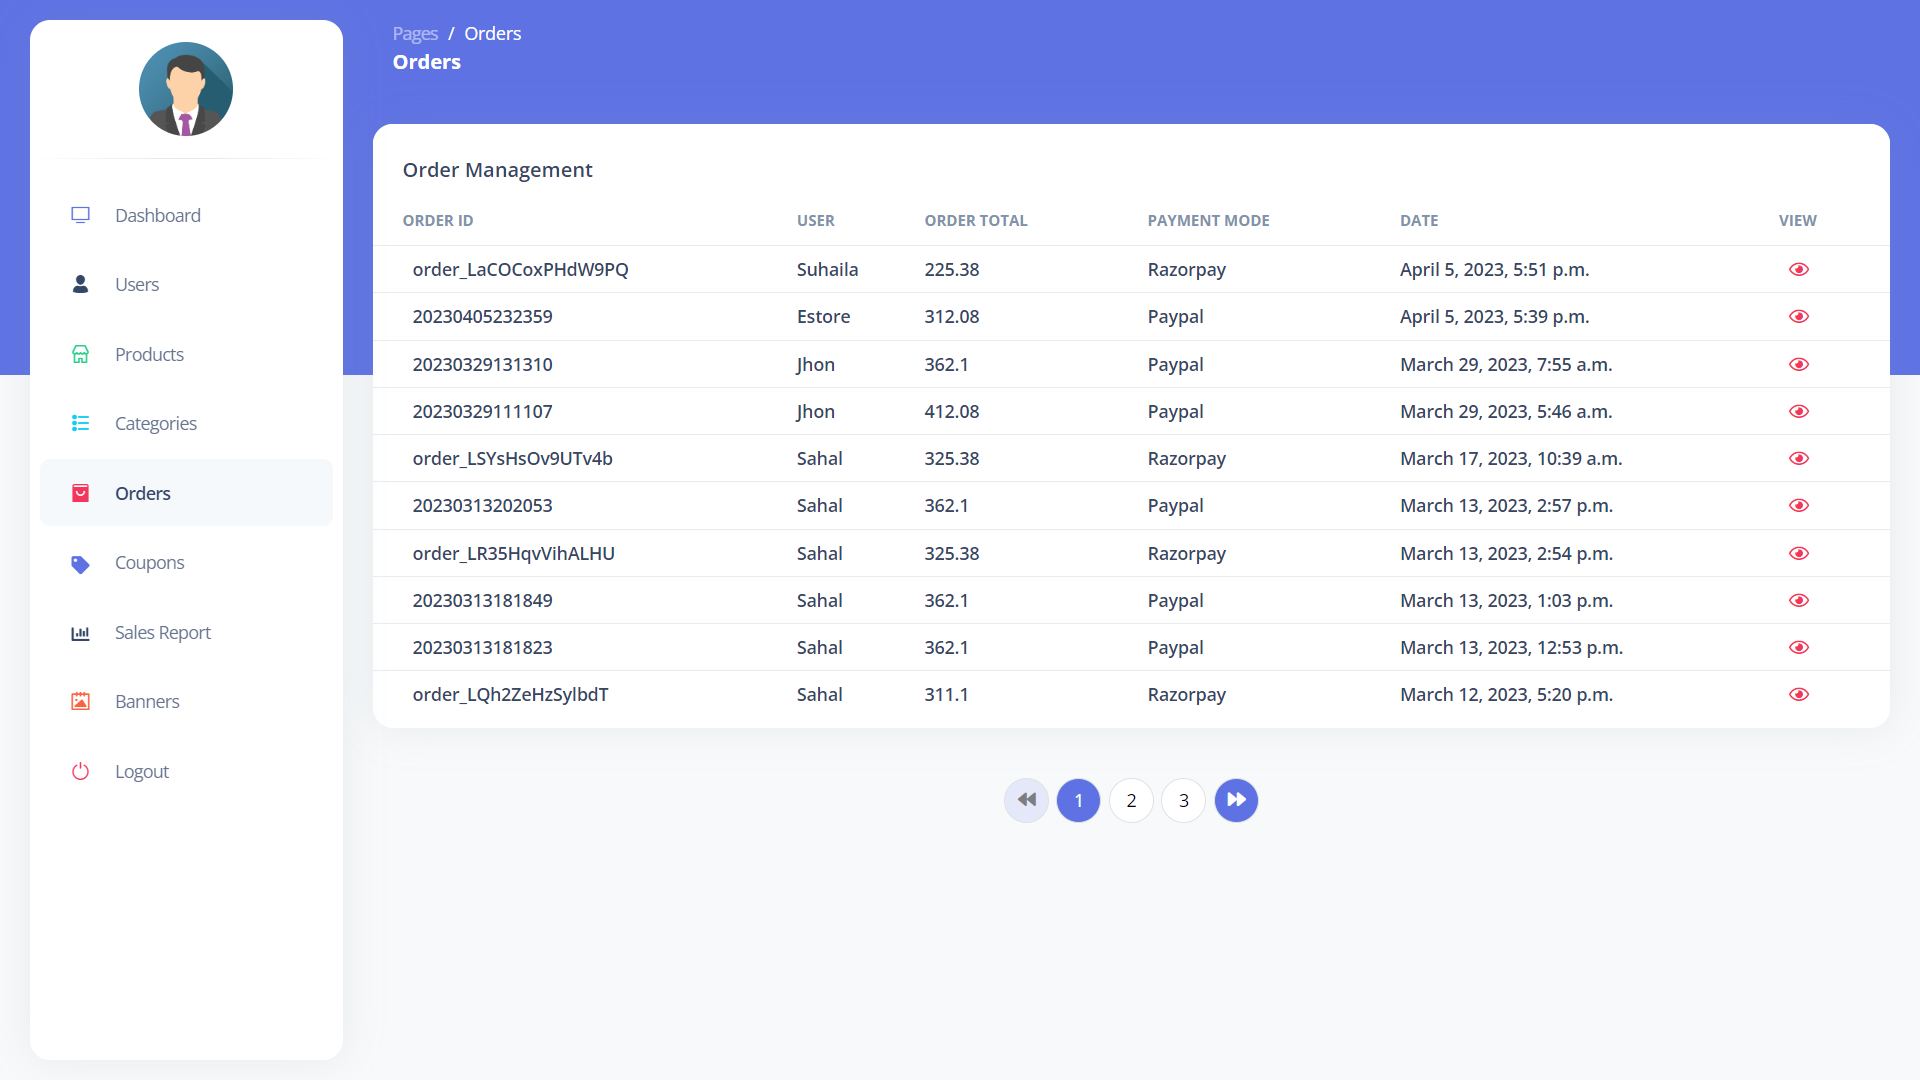 Pages / Orders
Orders
Dashboard
Users
Products
Categories
Orders
Coupons
Sales Report
Banners
Logout
Order Management
ORDER ID USER ORDER TOTAL PAYMENT MODE DATE VIEW
order_LaCOCoxPHdW9PQ Suhaila 225.38 Razorpay April 5, 2023, 5:51 p.m.
20230405232359 Estore 312.08 Paypal April 5, 2023, 5:39 p.m.
20230329131310 Jhon 362.1 Paypal March 29, 2023, 7:55 a.m.
20230329111107 Jhon 412.08 Paypal March 29, 2023, 5:46 a.m.
order_LSYsHsOv9UTv4b Sahal 325.38 Razorpay March 17, 2023, 10:39 a.m.
20230313202053 Sahal 362.1 Paypal March 13, 2023, 2:57 p.m.
order_LR35HqvVihALHU Sahal 325.38 Razorpay March 13, 2023, 2:54 p.m.
20230313181849 Sahal 362.1 Paypal March 13, 2023, 1:03 p.m.
20230313181823 Sahal 362.1 Paypal March 13, 2023, 12:53 p.m.
order_LQh2ZeHzSylbdT Sahal 311.1 Razorpay March 12, 2023, 5:20 p.m.
1 2 3